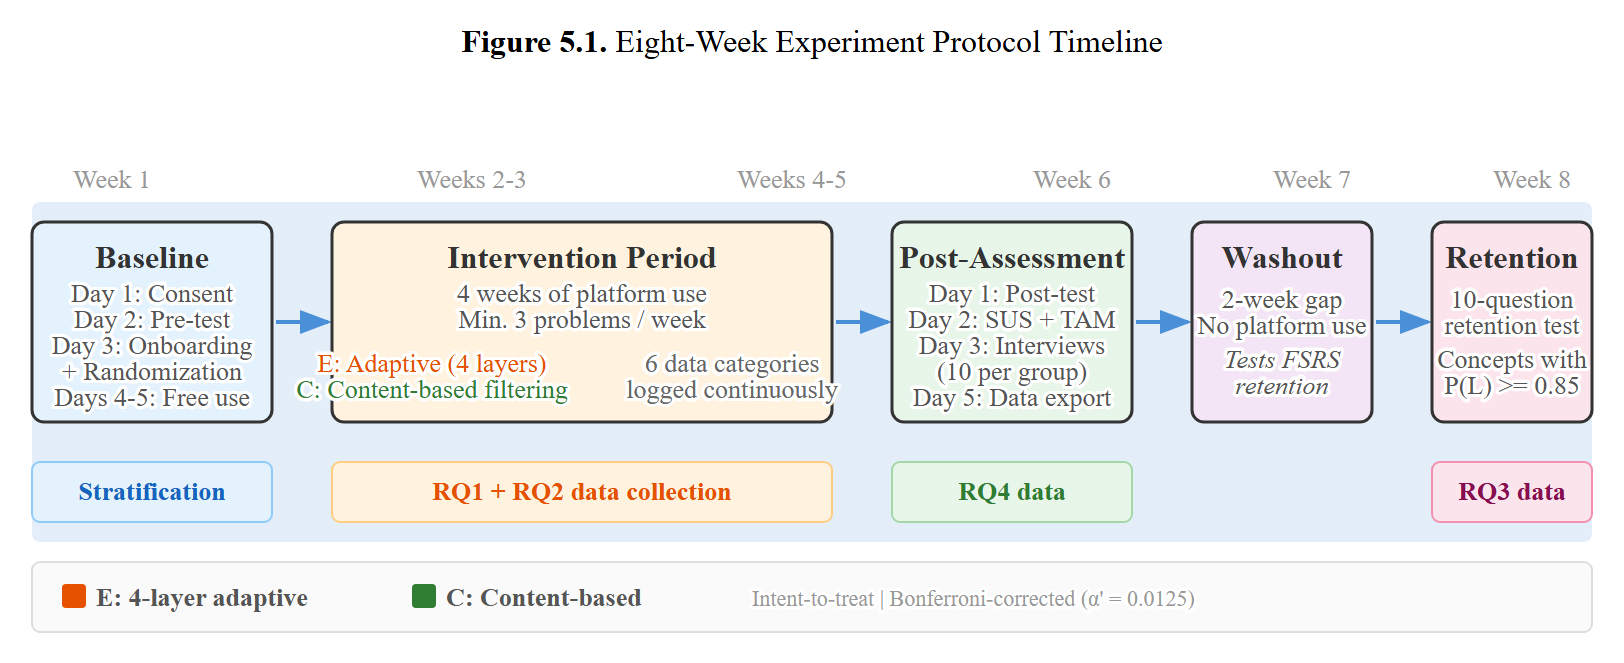 Figure 5.1. Eight-Week Experiment Protocol Timeline
Week 1
Weeks 2-3
Weeks 4-5
Week 6
Week 7
Week 8
Baseline
Day 1: Consent
Day 2: Pre-test
Day 3: Onboarding
+ Randomization
Days 4-5: Free use
Intervention Period
4 weeks of platform use
Min. 3 problems / week
E: Adaptive (4 layers)
C: Content-based filtering
6 data categories
logged continuously
Post-Assessment
Day 1: Post-test
Day 2: SUS + TAM
Day 3: Interviews
(10 per group)
Day 5: Data export
Washout
2-week gap
No platform use
Tests FSRS
retention
Retention
10-question
retention test
Concepts with
P(L) >= 0.85
Stratification
RQ1 + RQ2 data collection
RQ4 data
RQ3 data
E: 4-layer adaptive
C: Content-based
Intent-to-treat | Bonferroni-corrected (α' = 0.0125)